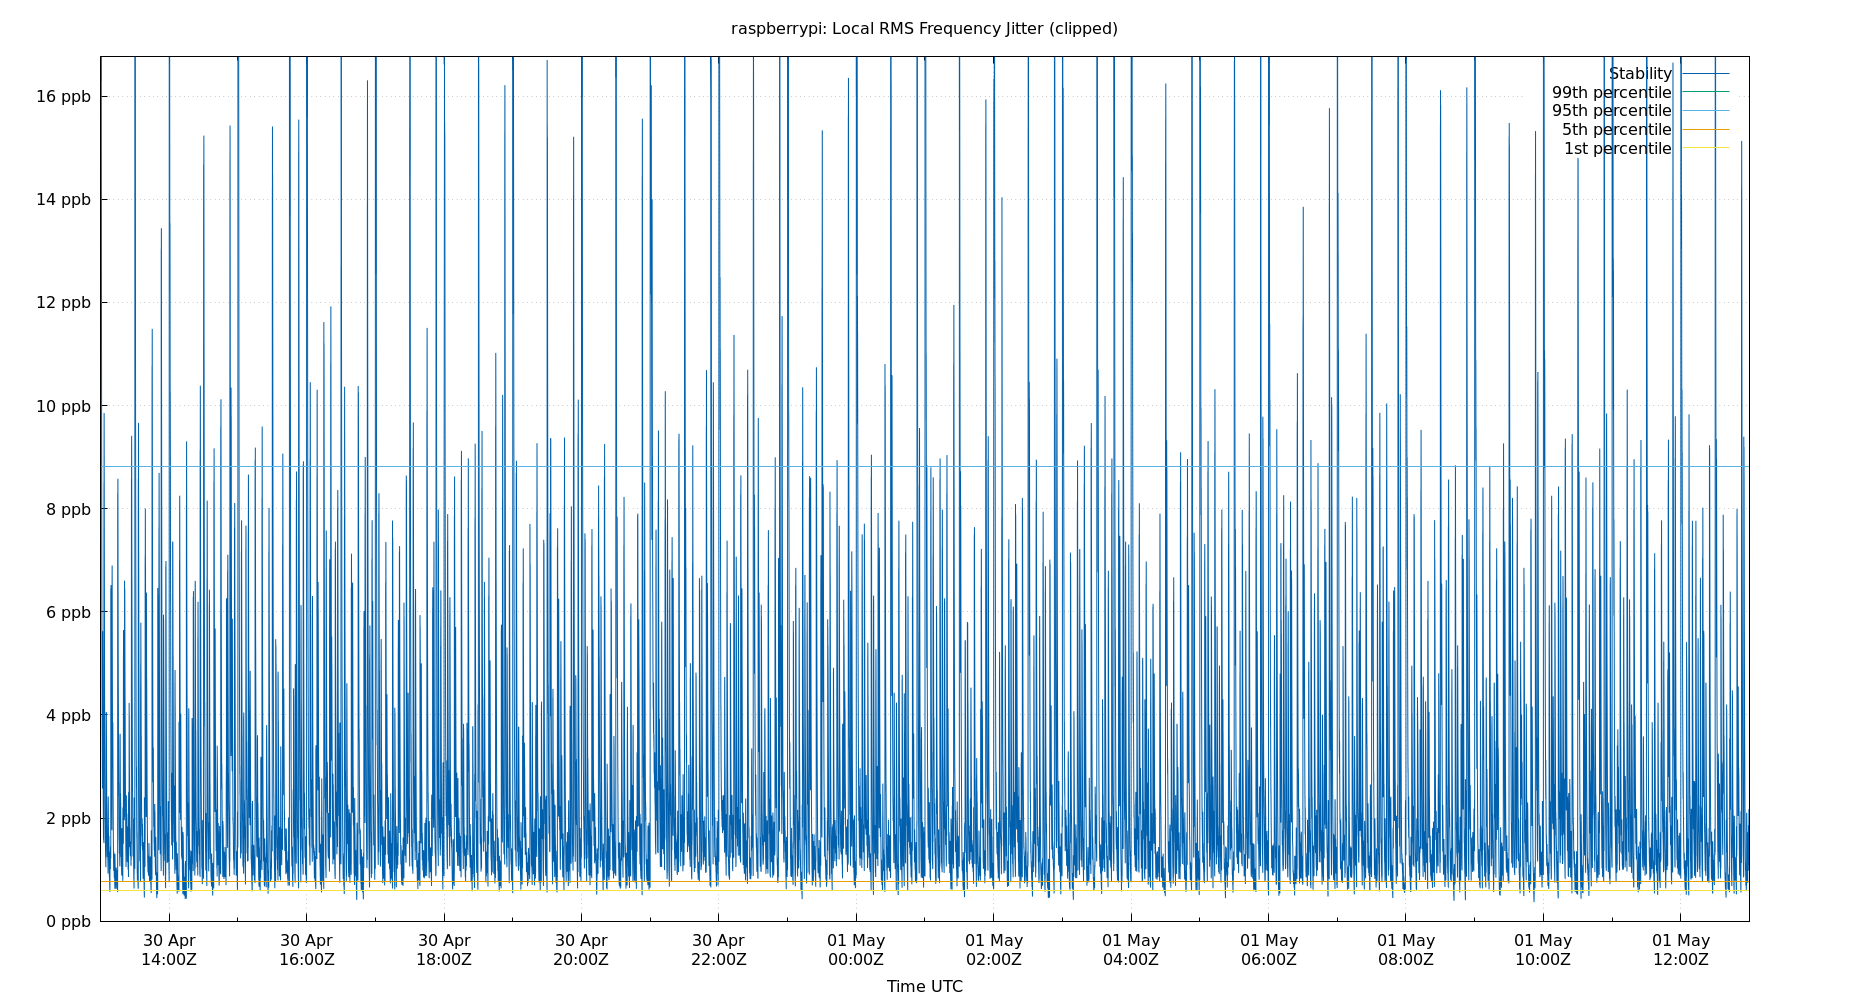 raspberrypi: Local RMS Frequency Jitter (clipped)
Stability
99th percentile
95th percentile
5th percentile
1st percentile
16 ppb
14 ppb
12 ppb
10 ppb
8 ppb
6 ppb
4 ppb
2 ppb
0 ppb
30 Apr 30 Apr 30 Apr 30 Apr 30 Apr 01 May 01 May 01 May 01 May 01 May 01 May 01 May
14:00Z 16:00Z 18:00Z 20:00Z 22:00Z 00:00Z 02:00Z 04:00Z 06:00Z 08:00Z 10:00Z 12:00Z
Time UTC